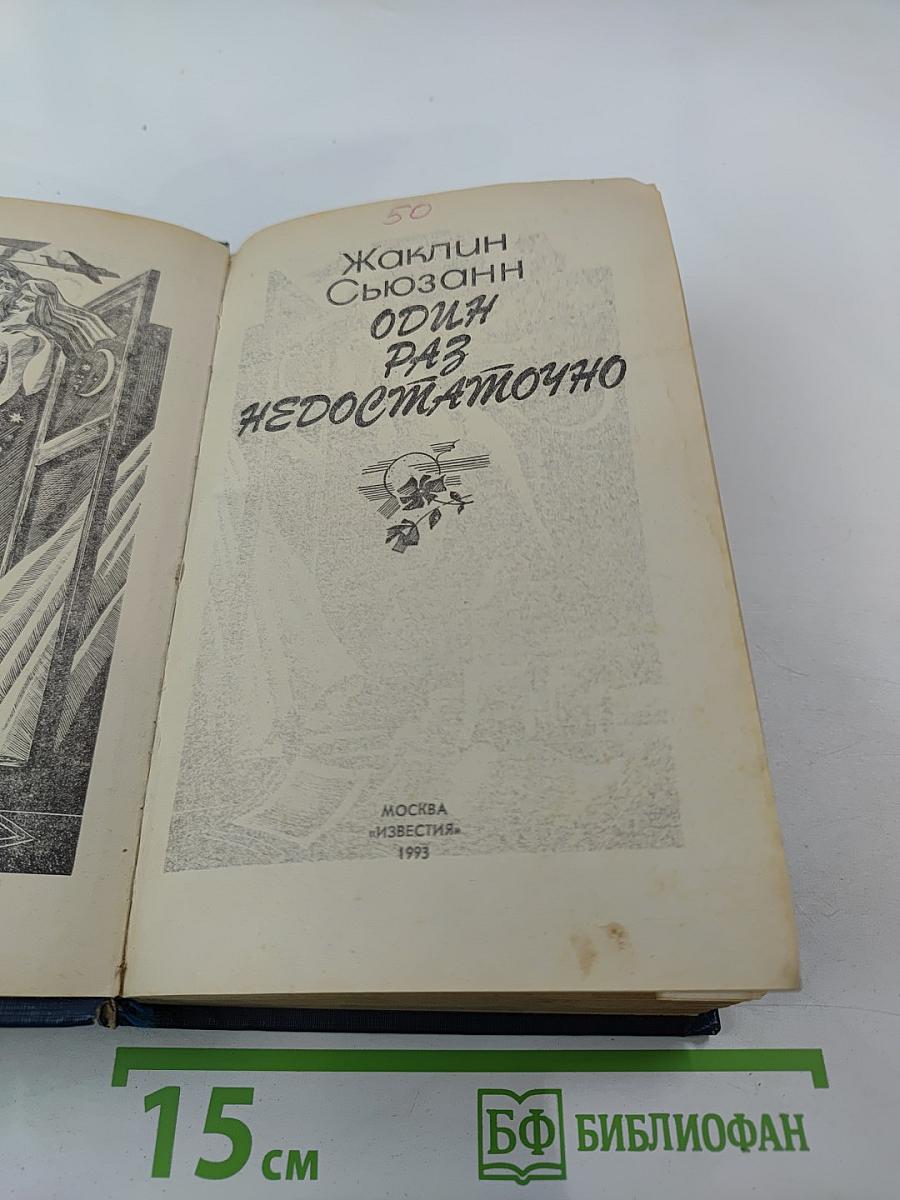 50
Жаклин
Сьюзанн
ОДИН
РАЗ
НЕДОСТАТОЧНО
МОСКВА
«ИЗВЕСТИЯ»
1993
15 см
БФ БИБЛИОФАН